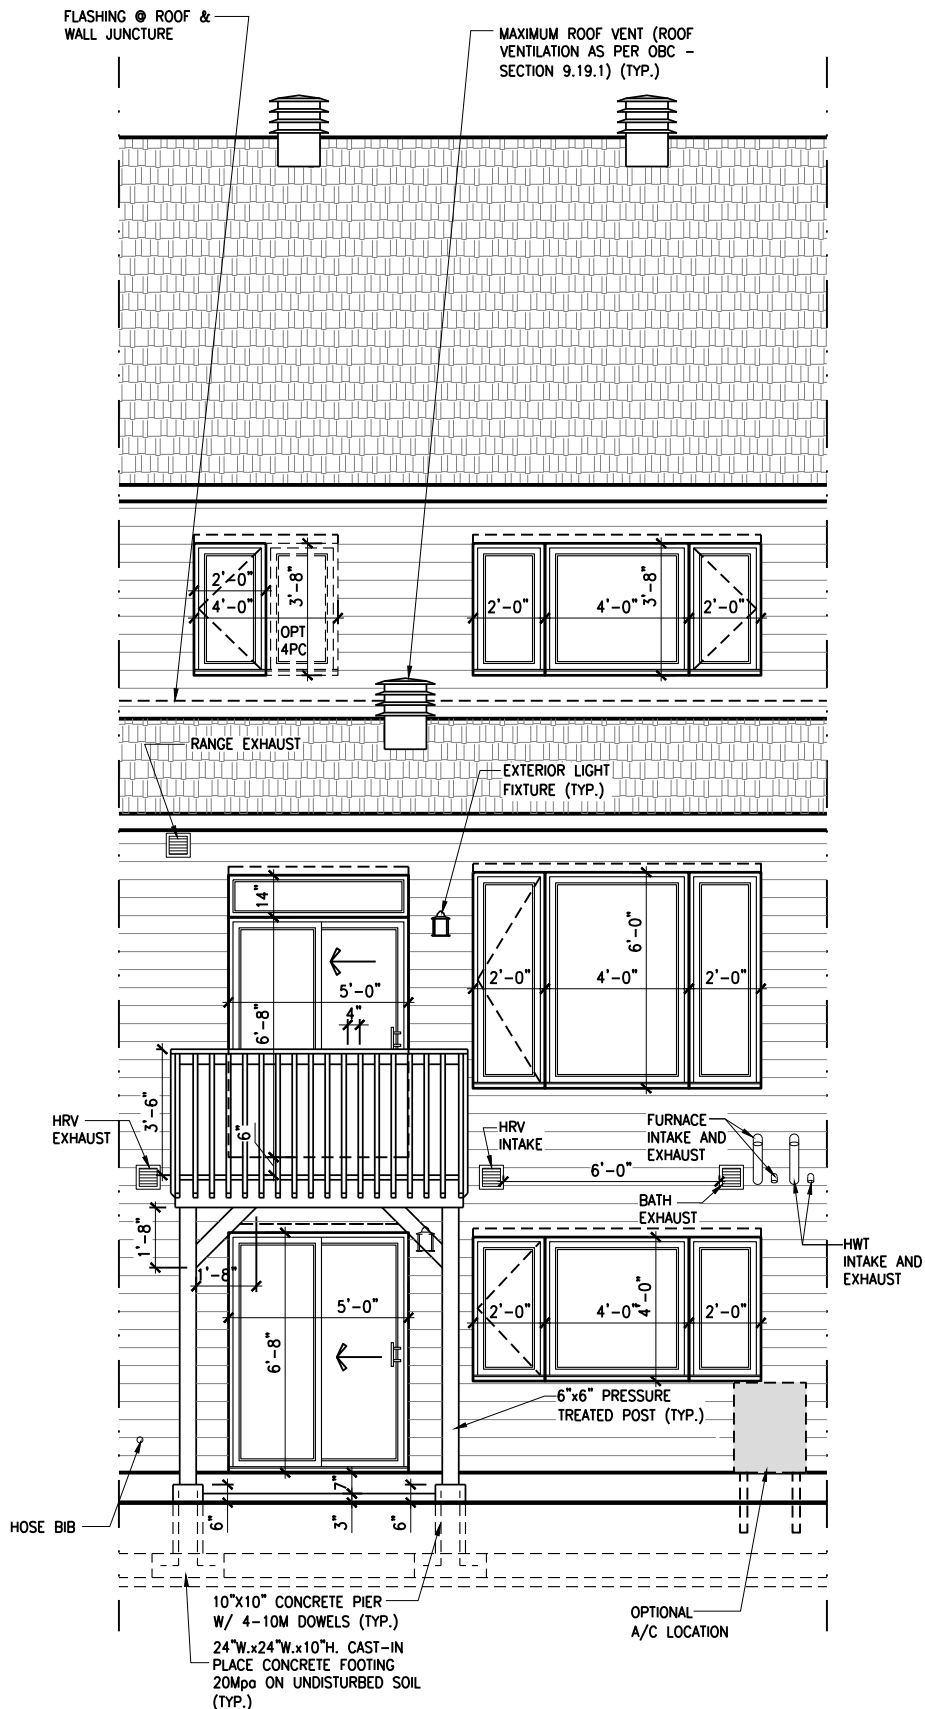 FLASHING @ ROOF &
WALL JUNCTURE
MAXIMUM ROOF VENT (ROOF
VENTILATION AS PER OBC -
SECTION 9.19.1) (TYP.)
2'-0"
4'-0"
3'-8"
OPT
4PC
2'-0"
4'-0"
3'-8"
2'-0"
RANGE EXHAUST
EXTERIOR LIGHT
FIXTURE (TYP.)
14"
6'-8"
5'-0"
4"
2'-0"
4'-0"
6'-0"
2'-0"
3'-6"
6"
HRV
EXHAUST
HRV
INTAKE
6'-0"
FURNACE
INTAKE AND
EXHAUST
BATH
EXHAUST
HWT
INTAKE AND
EXHAUST
1'-8"
1'-8"
5'-0"
6'-8"
2'-0"
4'-0"
4'-0"
2'-0"
6"x6" PRESSURE
TREATED POST (TYP.)
HOSE BIB
6"
7"
3"
6"
10"X10" CONCRETE PIER
W/ 4-10M DOWELS (TYP.)
24"W.x24"W.x10"H. CAST-IN
PLACE CONCRETE FOOTING
20Mpa ON UNDISTURBED SOIL
(TYP.)
OPTIONAL
A/C LOCATION